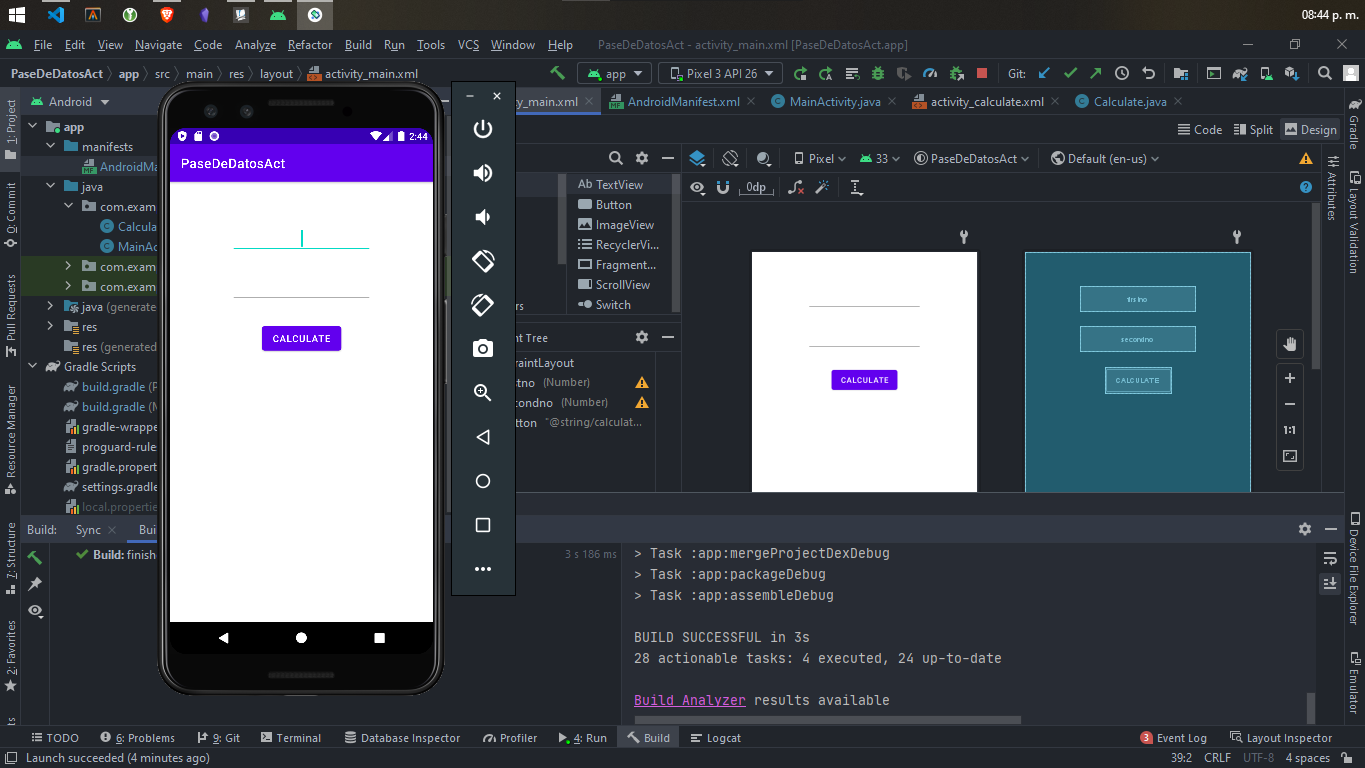 08:44 p. m.
File Edit View Navigate Code Analyze Refactor Build Run Tools VCS Window Help PaseDeDatosAct - activity_main.xml [PaseDeDatosAct.app]
PaseDeDatosAct app src main res layout activity_main.xml app Pixel 3 API 26 Git:
1: Project
0: Commit
Pull Requests
Resource Manager
7: Structure
2: Favorites
Android
app
manifests
AndroidMa
java
com.exam
Calcula
MainAc
com.exam
com.exam
java (generate
res
res (generated
Gradle Scripts
build.gradle (P
build.gradle (M
gradle-wrappe
proguard-rule
gradle.propert
settings.gradle
local.propertie
2:44
PaseDeDatosAct
CALCULATE
y_main.xml AndroidManifest.xml MainActivity.java activity_calculate.xml Calculate.java
Code Split Design
Pixel 33 PaseDeDatosAct Default (en-us)
0dp
Ab TextView
Button
ImageView
RecyclerVi...
Fragment...
ScrollView
Switch
rs
nt Tree
raintLayout
stno (Number)
condno (Number)
tton "@string/calculat...
CALCULATE
firstno
secondno
CALCULATE
1:1
Gradle
Attributes
Layout Validation
Device File Explorer
Emulator
Build: Sync Bui
Build: finishe
3 s 186 ms
> Task :app:mergeProjectDexDebug
> Task :app:packageDebug
> Task :app:assembleDebug
BUILD SUCCESSFUL in 3s
28 actionable tasks: 4 executed, 24 up-to-date
Build Analyzer results available
TODO 6: Problems 9: Git Terminal Database Inspector Profiler 4: Run Build Logcat 3 Event Log Layout Inspector
Launch succeeded (4 minutes ago) 39:2 CRLF UTF-8 4 spaces